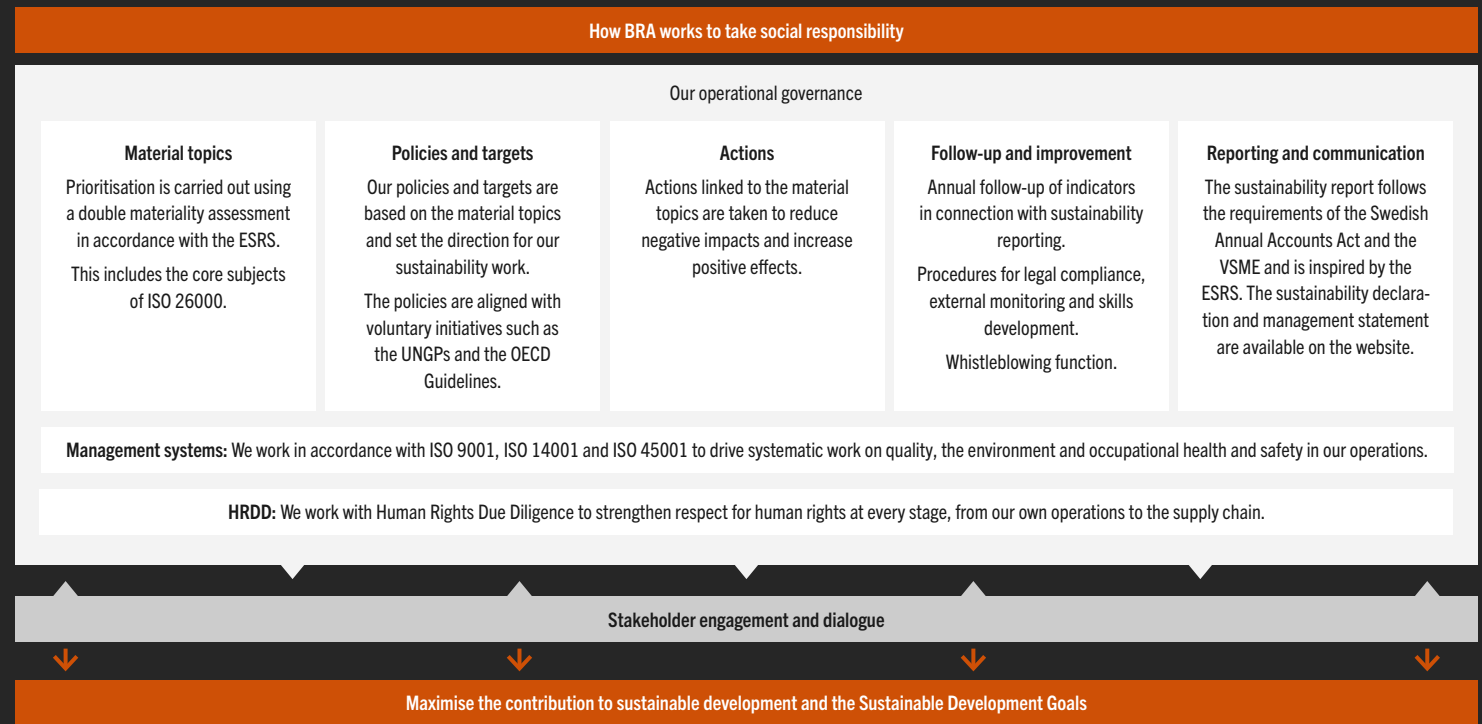 How BRA works to take social responsibility
Our operational governance
Material topics
Prioritisation is carried out using
a double materiality assessment
in accordance with the ESRS.
This includes the core subjects
of ISO 26000.
Policies and targets
Our policies and targets are
based on the material topics
and set the direction for our
sustainability work.
The policies are aligned with
voluntary initiatives such as
the UNGPs and the OECD
Guidelines.
Actions
Actions linked to the material
topics are taken to reduce
negative impacts and increase
positive effects.
Follow-up and improvement
Annual follow-up of indicators
in connection with sustainability
reporting.
Procedures for legal compliance,
external monitoring and skills
development.
Whistleblowing function.
Reporting and communication
The sustainability report follows
the requirements of the Swedish
Annual Accounts Act and the
VSME and is inspired by the
ESRS. The sustainability declara-
tion and management statement
are available on the website.
Management systems: We work in accordance with ISO 9001, ISO 14001 and ISO 45001 to drive systematic work on quality, the environment and occupational health and safety in our operations.
HRDD: We work with Human Rights Due Diligence to strengthen respect for human rights at every stage, from our own operations to the supply chain.
Stakeholder engagement and dialogue
Maximise the contribution to sustainable development and the Sustainable Development Goals